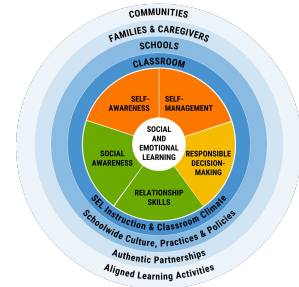 COMMUNITIES
FAMILIES & CAREGIVERS
SCHOOLS
CLASSROOM
SELF-
AWARENESS
SELF-
MANAGEMENT
SOCIAL
AND
EMOTIONAL
LEARNING
SOCIAL
AWARENESS
RESPONSIBLE
DECISION-
MAKING
RELATIONSHIP
SKILLS
SEL Instruction & Classroom Climate
Schoolwide Culture, Practices & Policies
Authentic Partnerships
Aligned Learning Activities